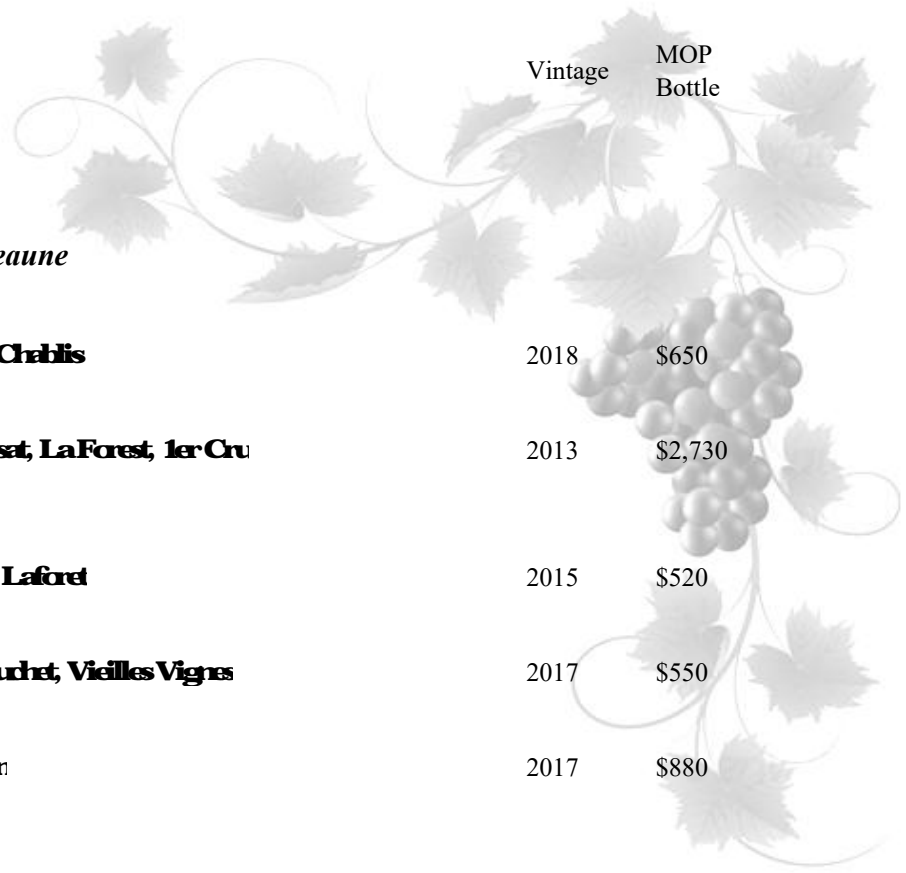 Vintage MOP
Bottle
eaune
Chablis 2018 $650
sat, La Forest, 1er Cru 2013 $2,730
Laforet 2015 $520
uchet, Vieilles Vignes 2017 $550
n 2017 $880